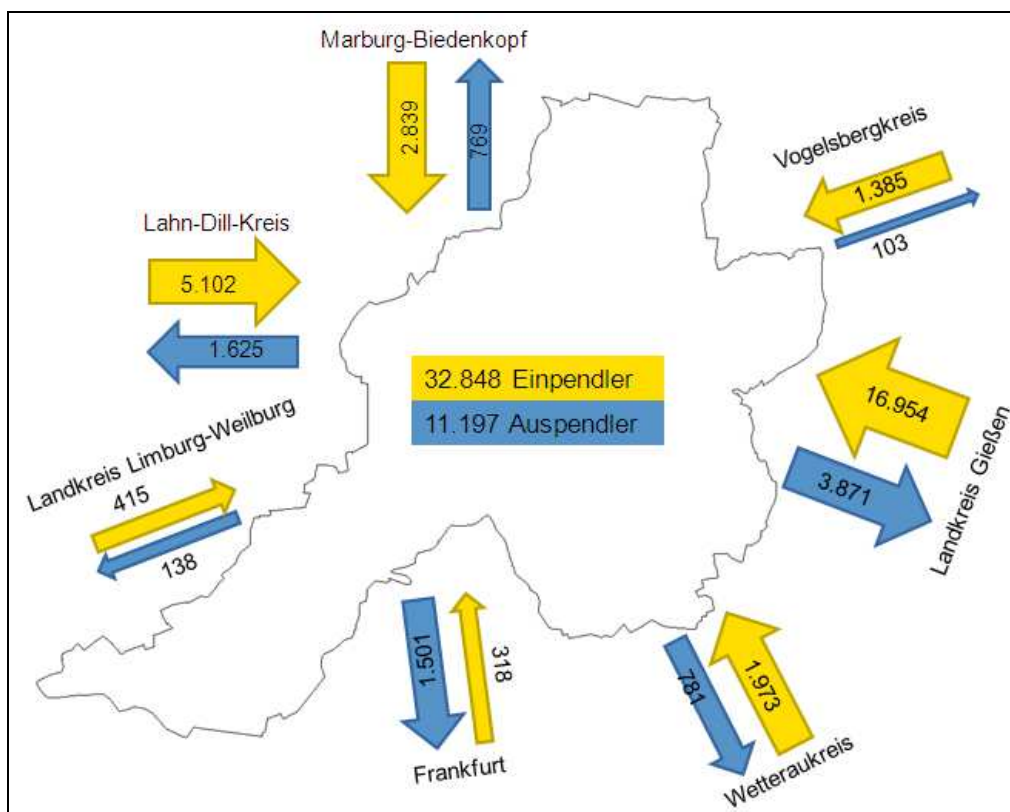 Marburg-Biedenkopf
2.839
769
Vogelsbergkreis
1.385
103
Lahn-Dill-Kreis
5.102
1.625
32.848 Einpendler
11.197 Auspendler
16.954
3.871
Landkreis Gießen
Landkreis Limburg-Weilburg
415
138
1.501
318
Frankfurt
781
1.973
Wetteraukreis